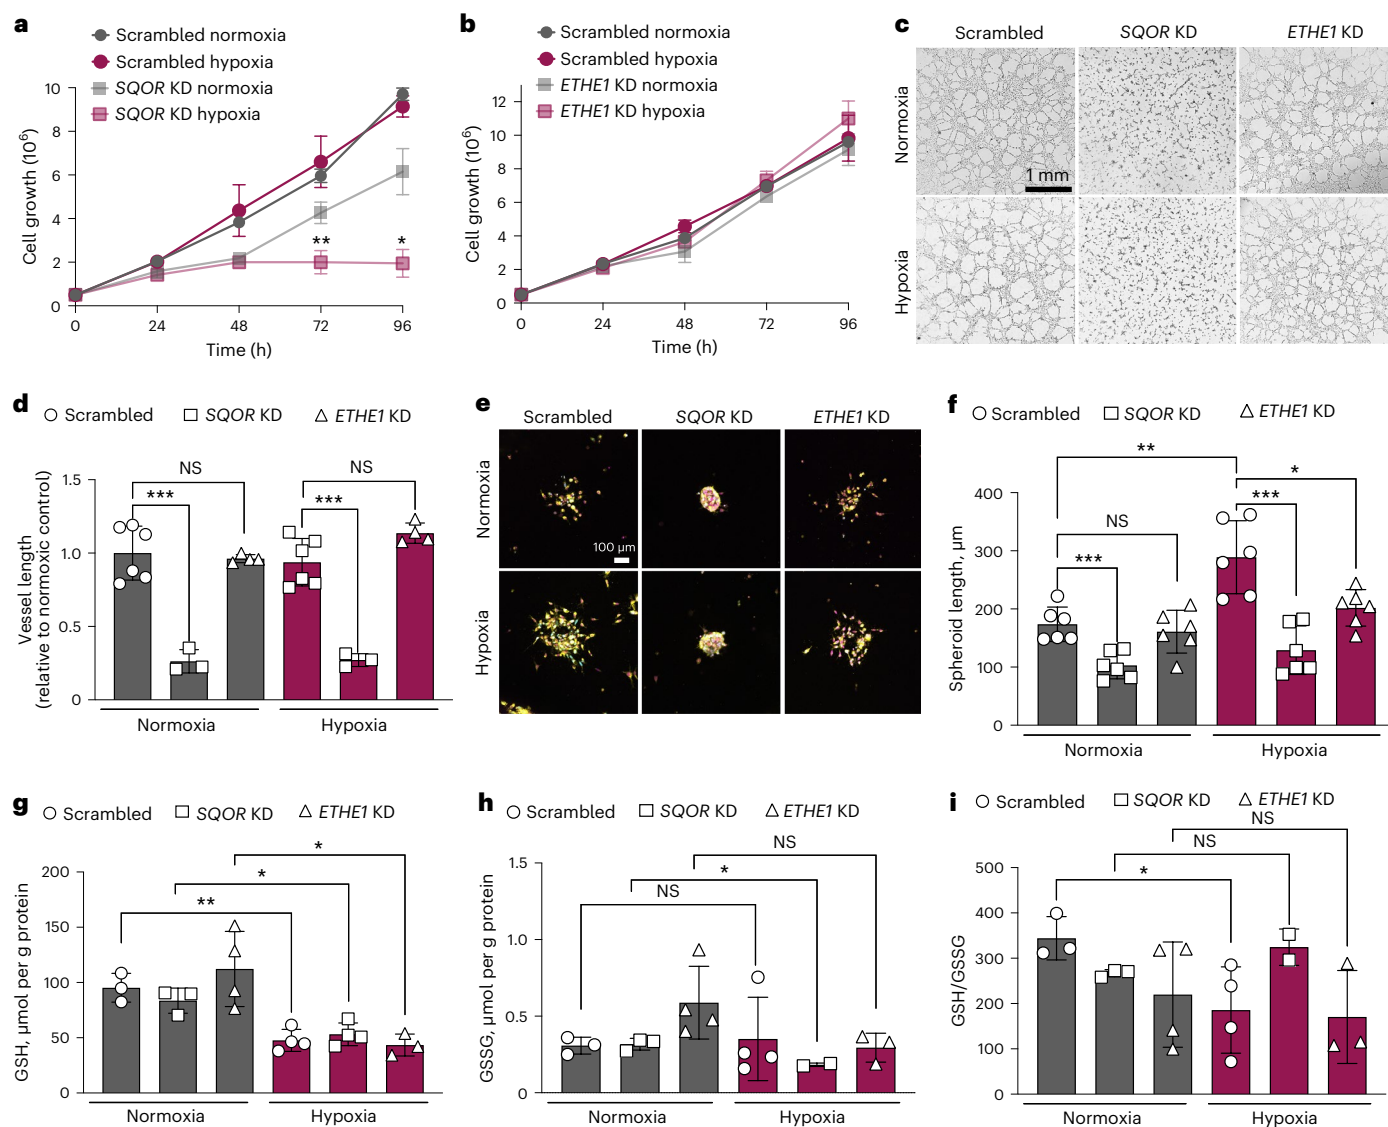 a
Scrambled normoxia
Scrambled hypoxia
SQOR KD normoxia
SQOR KD hypoxia
Cell growth (10⁶)
10
8
6
4
2
0
**
*
0 24 48 72 96
Time (h)
b
Scrambled normoxia
Scrambled hypoxia
ETHE1 KD normoxia
ETHE1 KD hypoxia
Cell growth (10⁶)
12
10
8
6
4
2
0
0 24 48 72 96
Time (h)
c
Scrambled SQOR KD ETHE1 KD
Normoxia
1 mm
Hypoxia
d
Scrambled SQOR KD ETHE1 KD
Vessel length
(relative to normoxic control)
1.5
1.0
0.5
0
NS
***
NS
***
Normoxia Hypoxia
e
Scrambled SQOR KD ETHE1 KD
Normoxia
100 µm
Hypoxia
f
Scrambled SQOR KD ETHE1 KD
Spheroid length, µm
400
300
200
100
0
**
*
***
NS
***
Normoxia Hypoxia
g
Scrambled SQOR KD ETHE1 KD
GSH, µmol per g protein
200
150
100
50
0
*
*
**
Normoxia Hypoxia
h
Scrambled SQOR KD ETHE1 KD
GSSG, µmol per g protein
1.5
1.0
0.5
0
NS
*
NS
Normoxia Hypoxia
i
Scrambled SQOR KD ETHE1 KD
GSH/GSSG
500
400
300
200
100
0
NS
NS
*
Normoxia Hypoxia